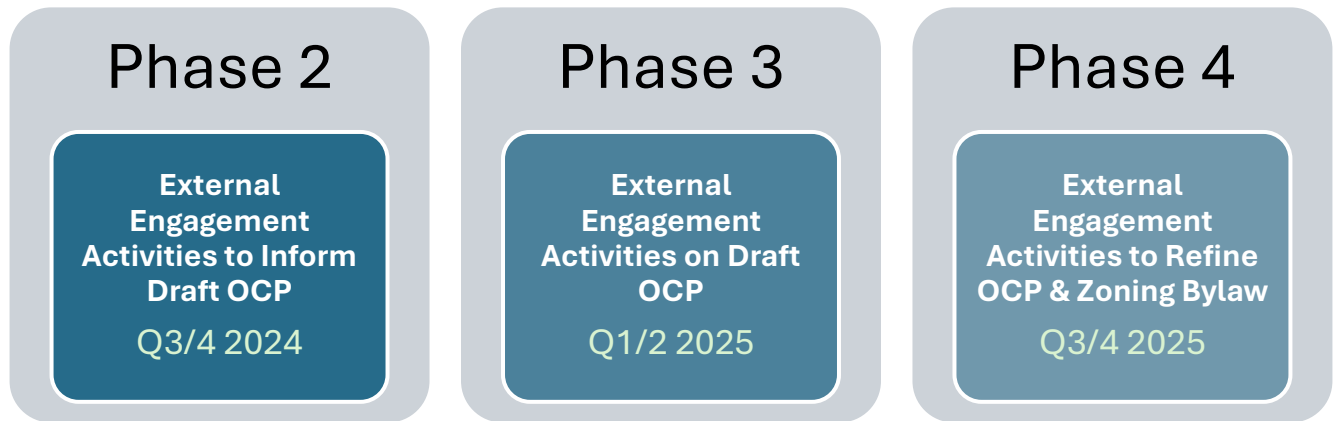 Phase 2
External
Engagement
Activities to Inform
Draft OCP
Q3/4 2024
Phase 3
External
Engagement
Activities on Draft
OCP
Q1/2 2025
Phase 4
External
Engagement
Activities to Refine
OCP & Zoning Bylaw
Q3/4 2025